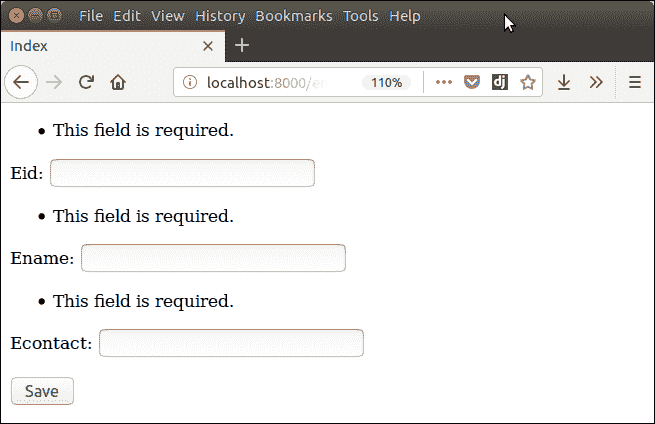 File Edit View History Bookmarks Tools Help
Index
localhost:8000/e 110%
This field is required.
Eid:
This field is required.
Ename:
This field is required.
Econtact:
Save